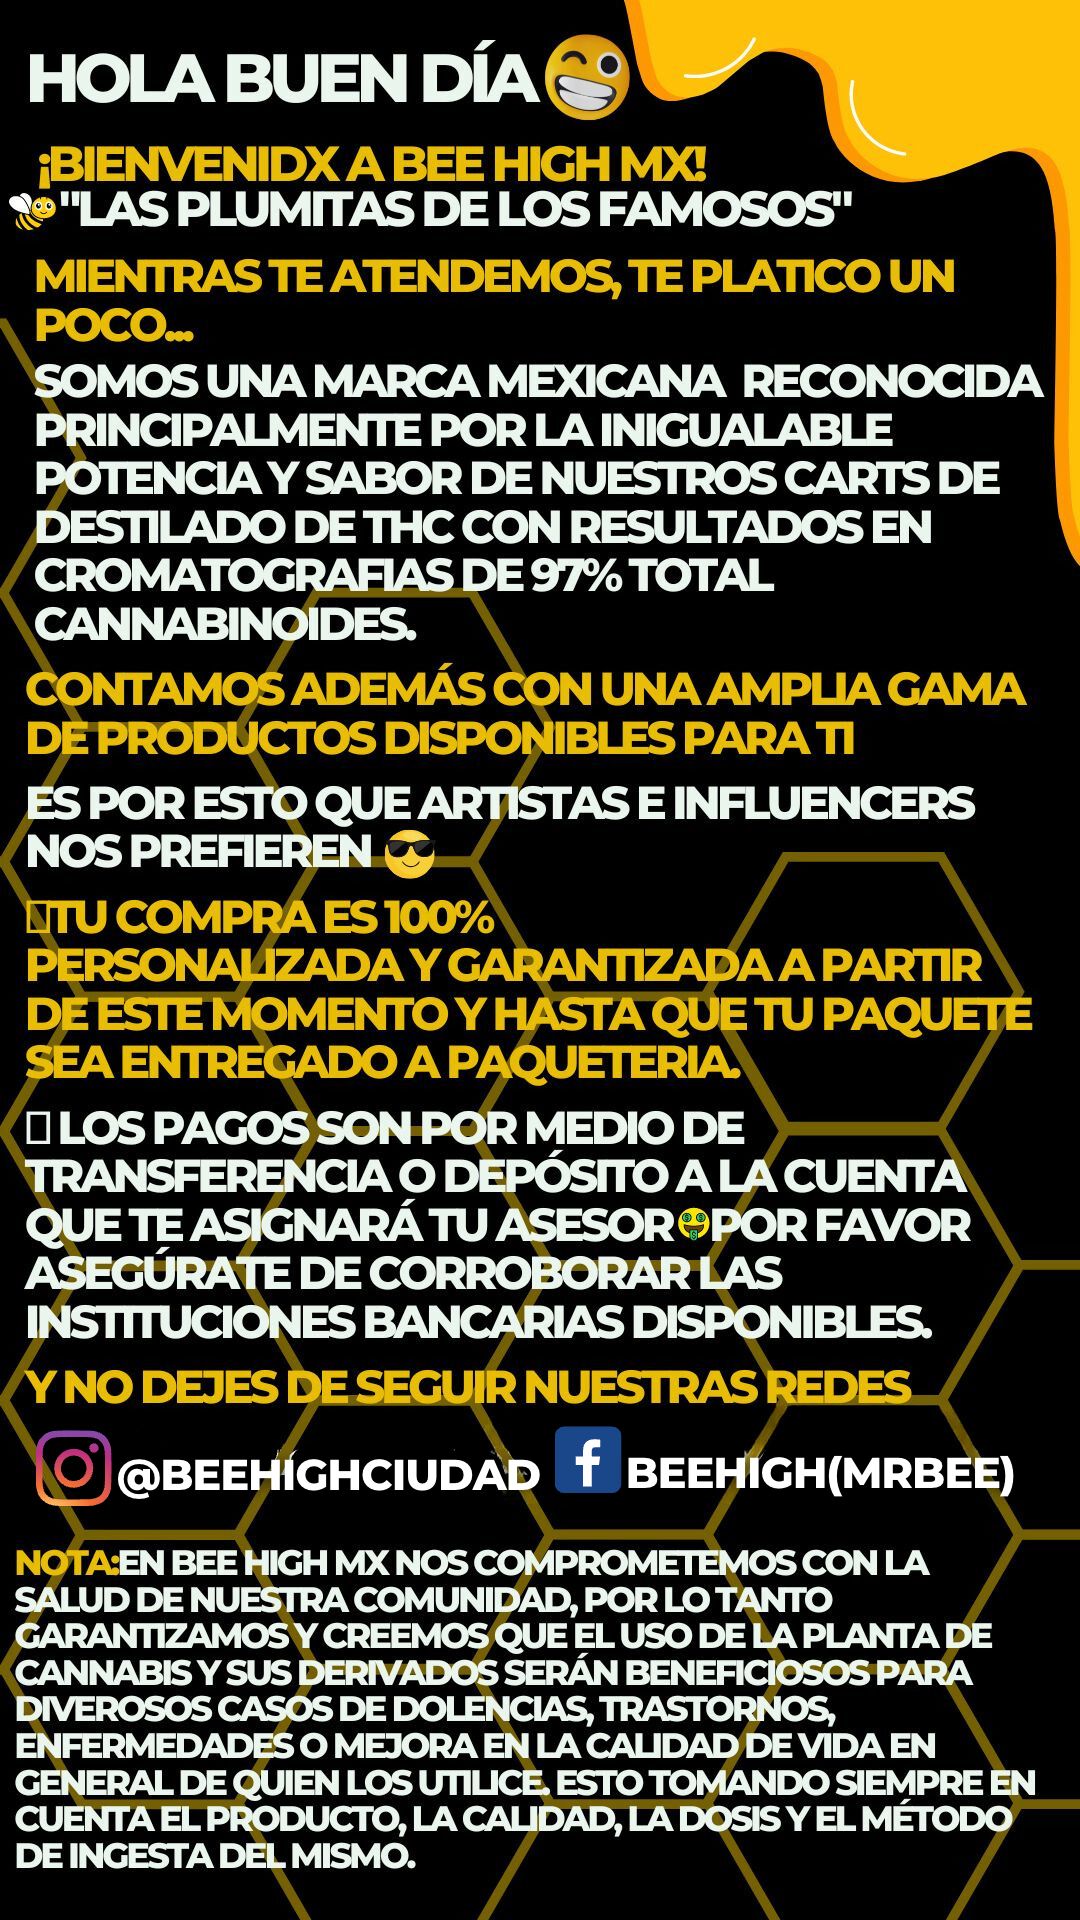 HOLA BUEN DÍA
¡BIENVENIDX A BEE HIGH MX!
"LAS PLUMITAS DE LOS FAMOSOS"
MIENTRAS TE ATENDEMOS, TE PLATICO UN
POCO...
SOMOS UNA MARCA MEXICANA RECONOCIDA
PRINCIPALMENTE POR LA INIGUALABLE
POTENCIA Y SABOR DE NUESTROS CARTS DE
DESTILADO DE THC CON RESULTADOS EN
CROMATOGRAFIAS DE 97% TOTAL
CANNABINOIDES.
CONTAMOS ADEMÁS CON UNA AMPLIA GAMA
DE PRODUCTOS DISPONIBLES PARA TI
ES POR ESTO QUE ARTISTAS E INFLUENCERS
NOS PREFIEREN
TU COMPRA ES 100%
PERSONALIZADA Y GARANTIZADA A PARTIR
DE ESTE MOMENTO Y HASTA QUE TU PAQUETE
SEA ENTREGADO A PAQUETERIA.
LOS PAGOS SON POR MEDIO DE
TRANSFERENCIA O DEPÓSITO A LA CUENTA
QUE TE ASIGNARÁ TU ASESOR POR FAVOR
ASEGÚRATE DE CORROBORAR LAS
INSTITUCIONES BANCARIAS DISPONIBLES.
Y NO DEJES DE SEGUIR NUESTRAS REDES
@BEEHIGHCIUDAD BEEHIGH(MRBEE)
NOTA:EN BEE HIGH MX NOS COMPROMETEMOS CON LA
SALUD DE NUESTRA COMUNIDAD, POR LO TANTO
GARANTIZAMOS Y CREEMOS QUE EL USO DE LA PLANTA DE
CANNABIS Y SUS DERIVADOS SERÁN BENEFICIOSOS PARA
DIVEROSOS CASOS DE DOLENCIAS, TRASTORNOS,
ENFERMEDADES O MEJORA EN LA CALIDAD DE VIDA EN
GENERAL DE QUIEN LOS UTILICE. ESTO TOMANDO SIEMPRE EN
CUENTA EL PRODUCTO, LA CALIDAD, LA DOSIS Y EL MÉTODO
DE INGESTA DEL MISMO.